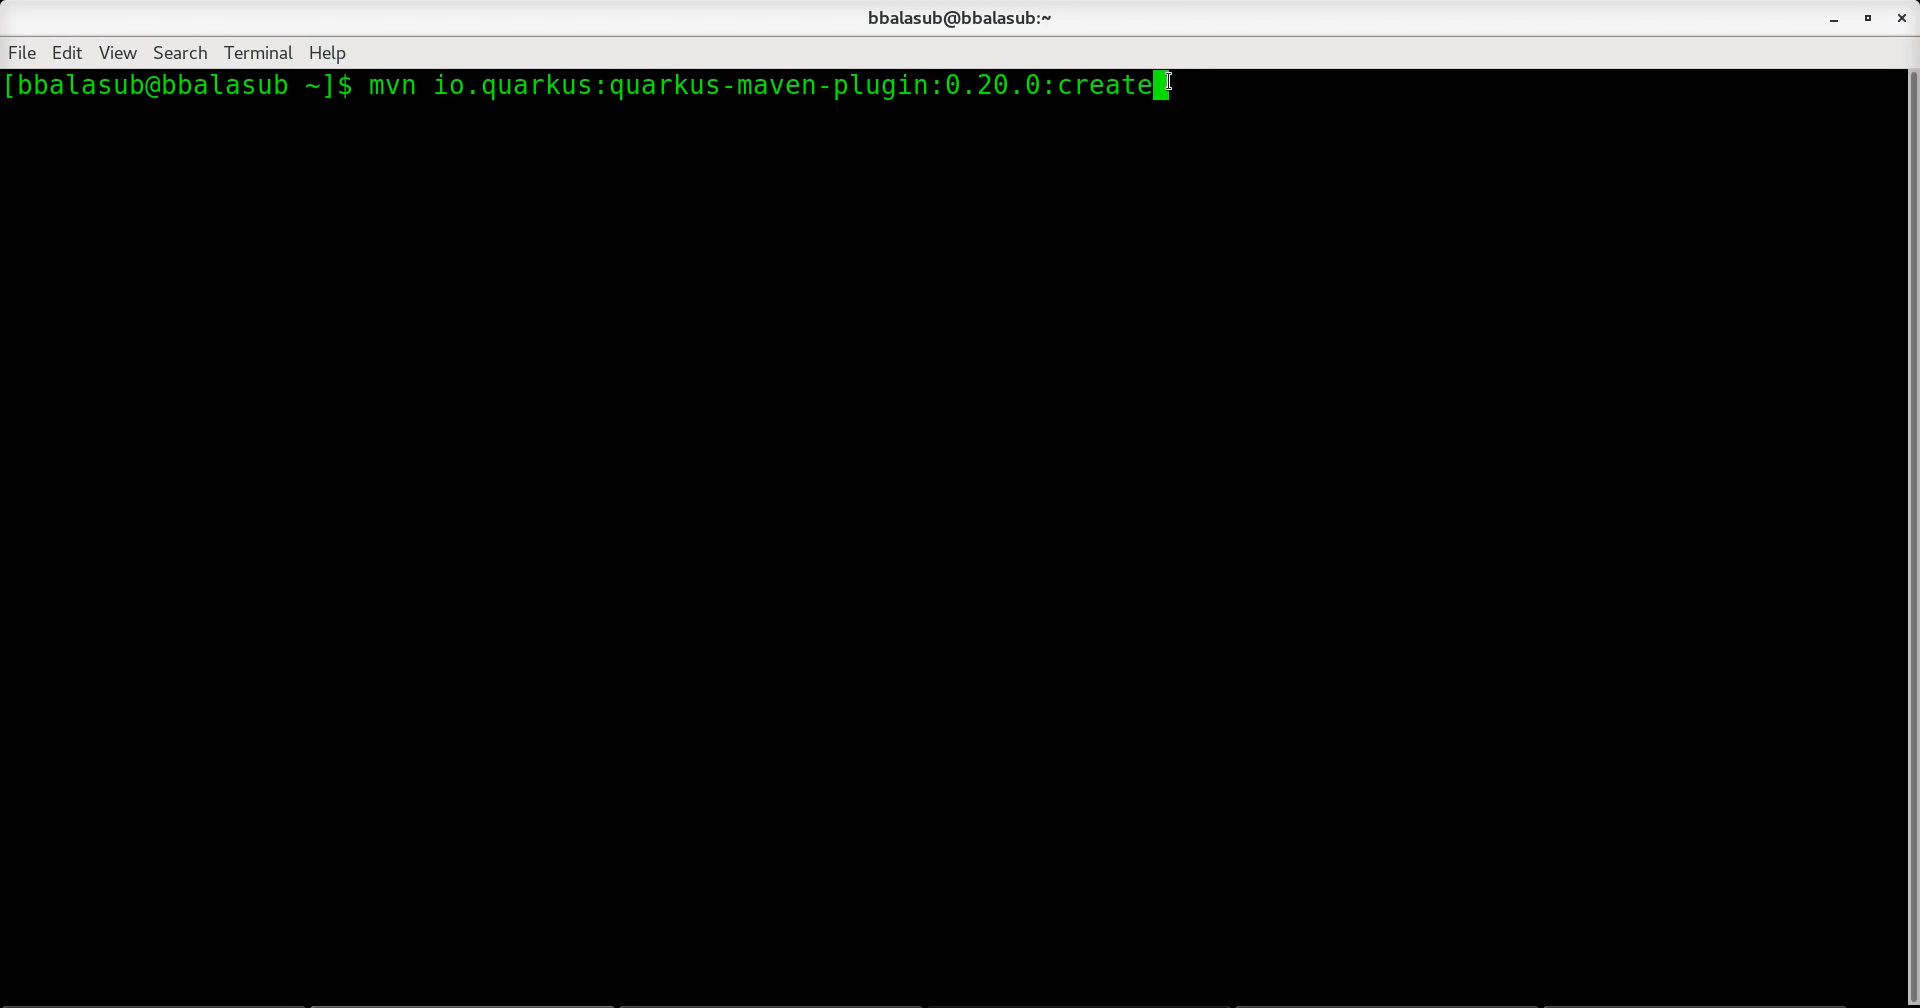 bbalasub@bbalasub:~
File Edit View Search Terminal Help
[bbalasub@bbalasub ~]$ mvn io.quarkus:quarkus-maven-plugin:0.20.0:create